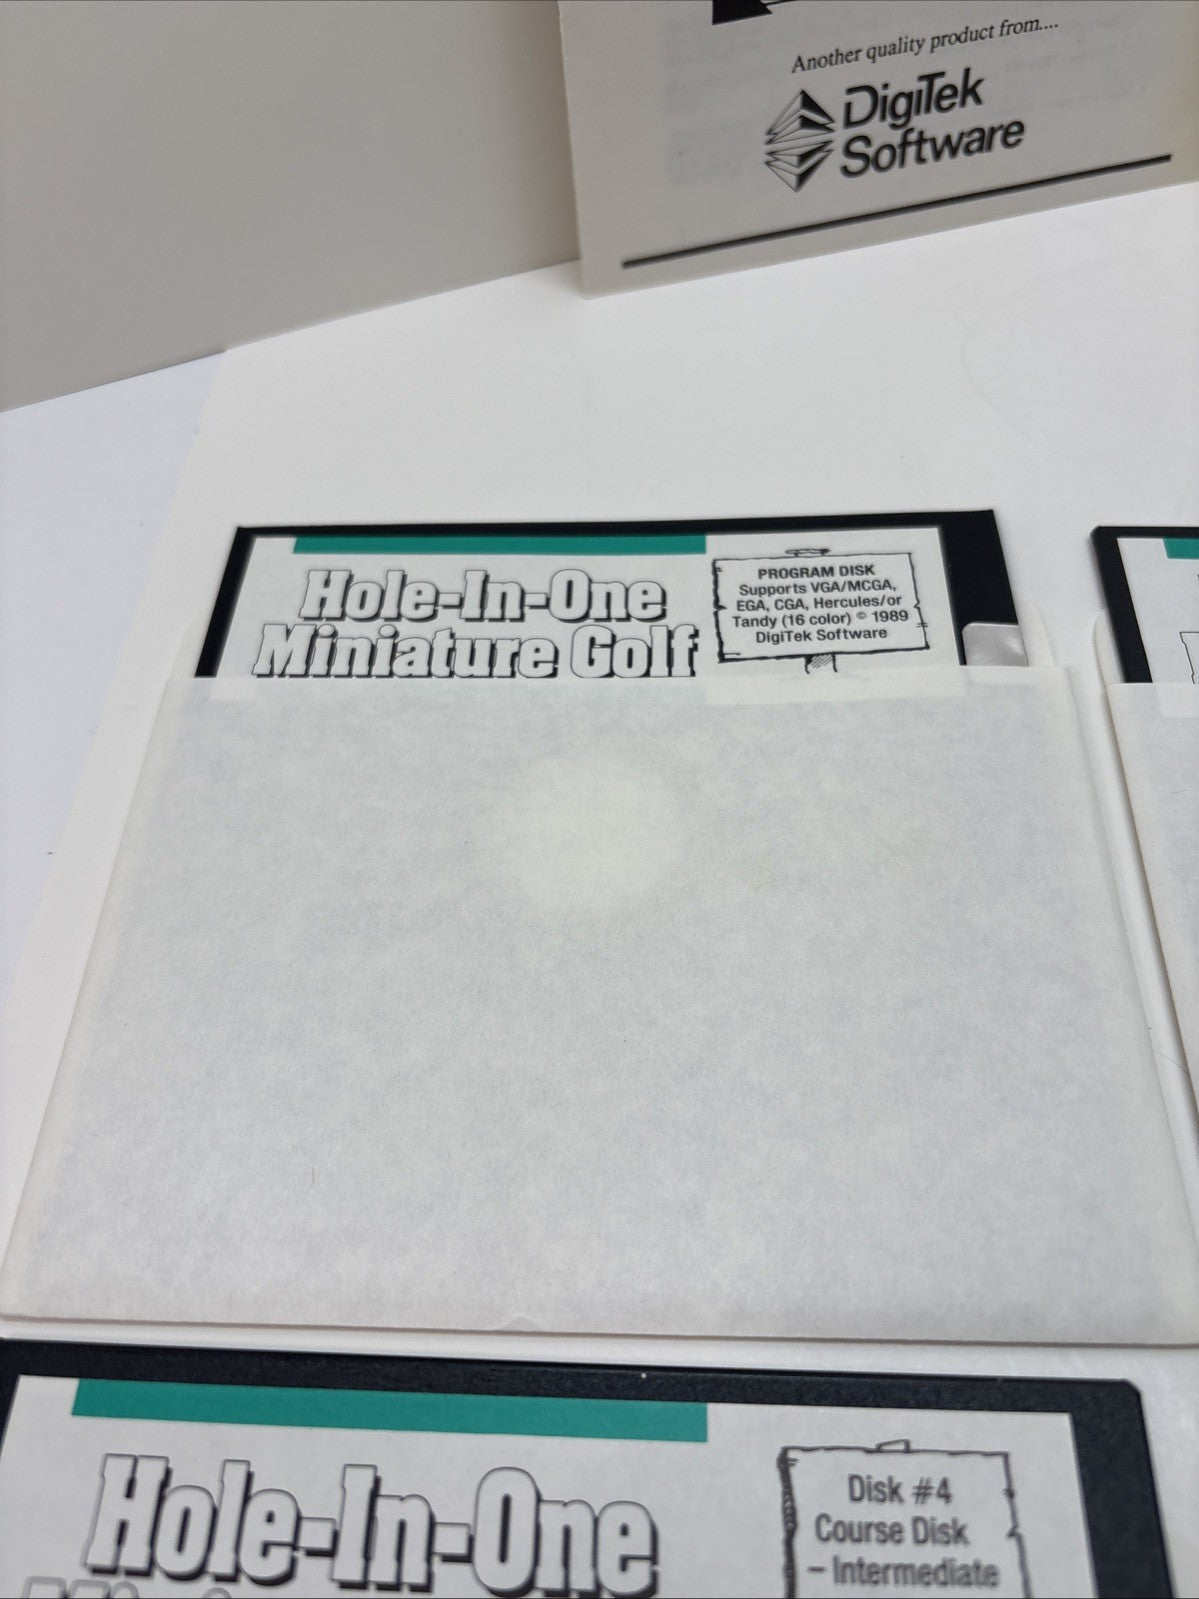 Another quality product from....
DigiTek
Software
Hole-In-One
Miniature Golf
PROGRAM DISK
Supports VGA/MCGA,
EGA, CGA, Hercules/or
Tandy (16 color) © 1989
DigiTek Software
Hole-In-One
Disk #4
Course Disk
– Intermediate